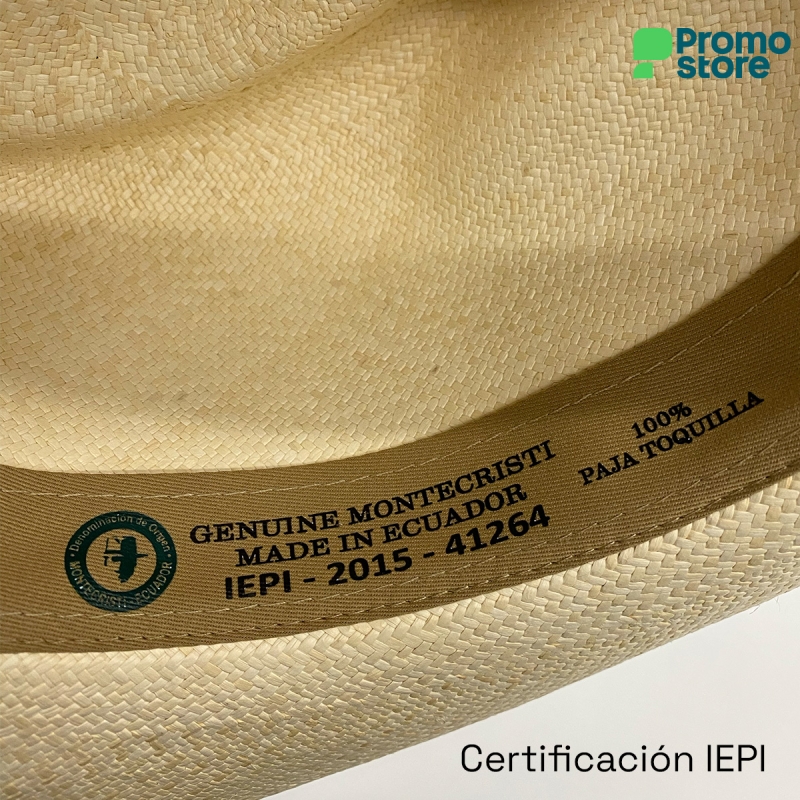 Promo
store
100%
PAJA TOQUILLA
GENUINE MONTECRISTI
MADE IN ECUADOR
IEPI - 2015 - 41264
Denominación de Origen
MONTECRISTI-ECUADOR
Certificación IEPI